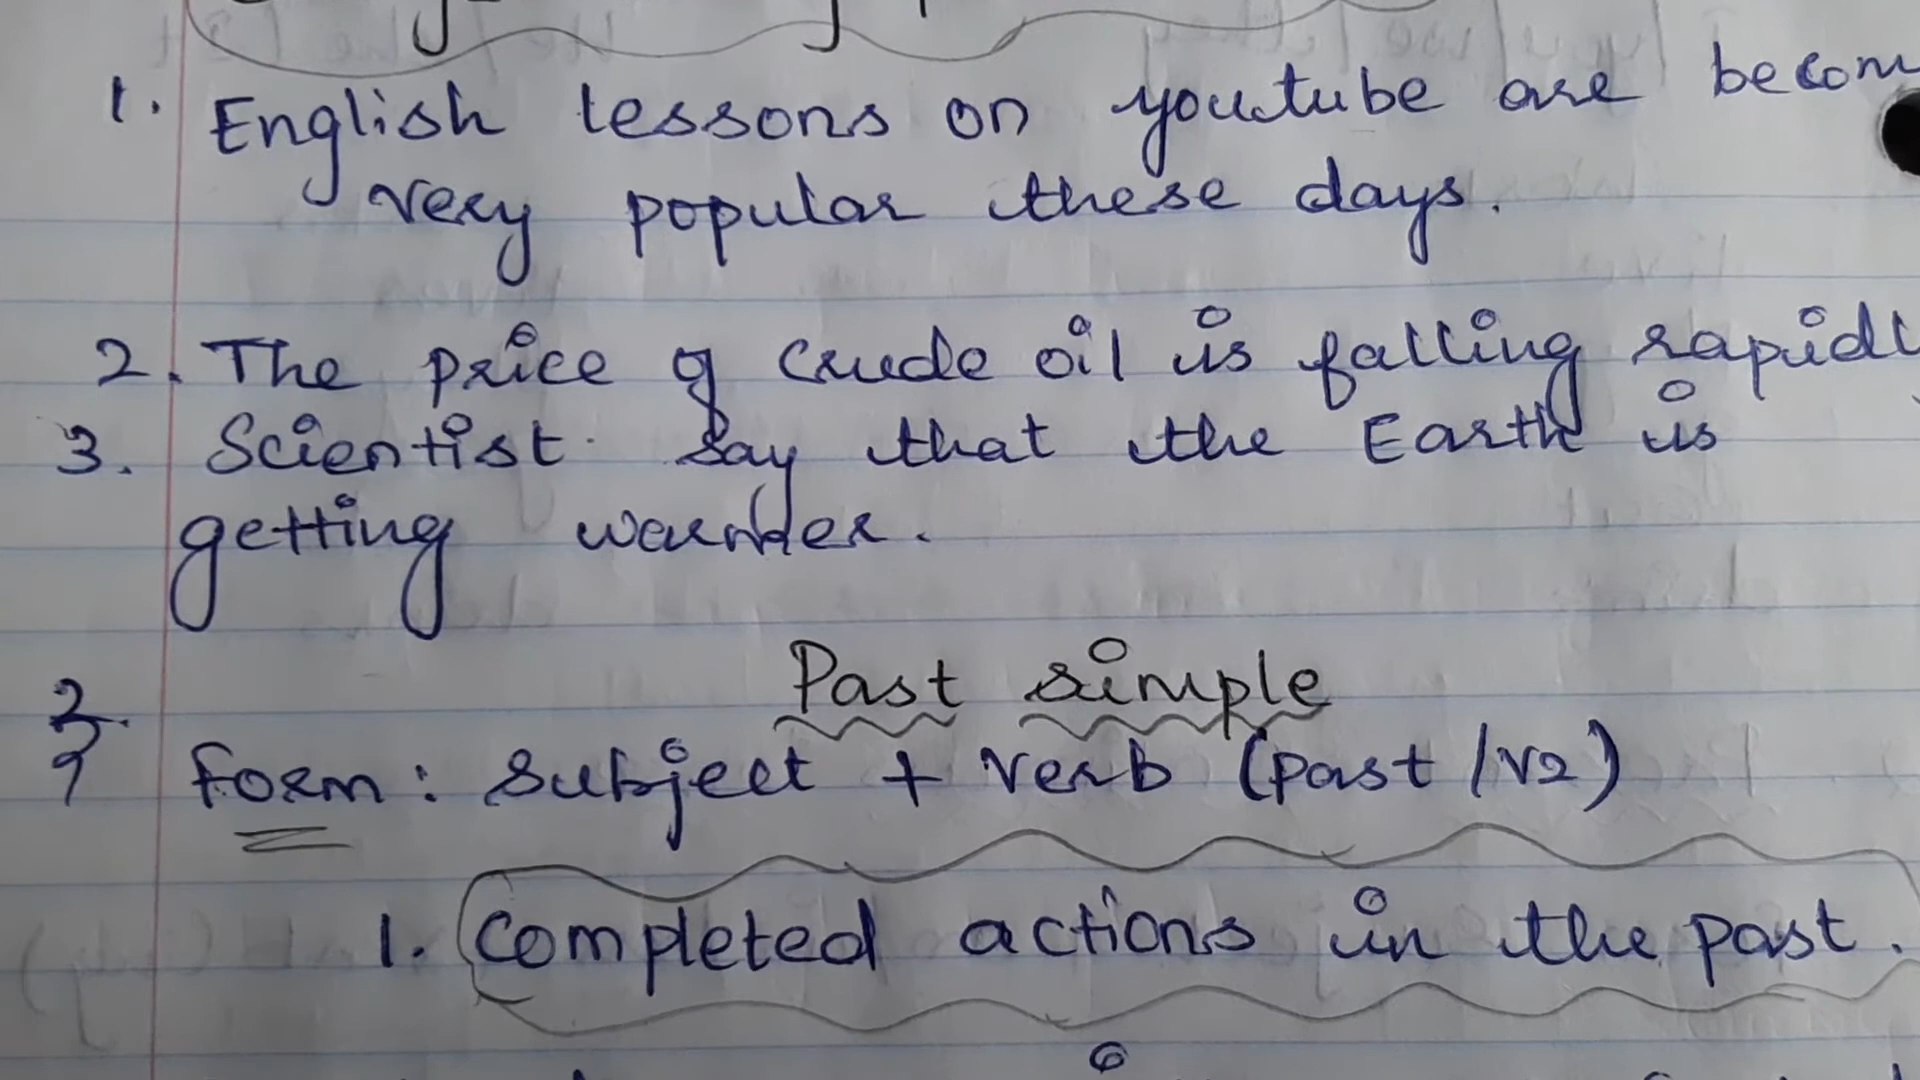 1. English lessons on youtube are becom
very popular these days.
2. The price of crude oil is falling rapidl
3. Scientist say that the Earth is
getting warmer.
Past simple
Form: subject + verb (past / v2)
1. Completed actions in the past.